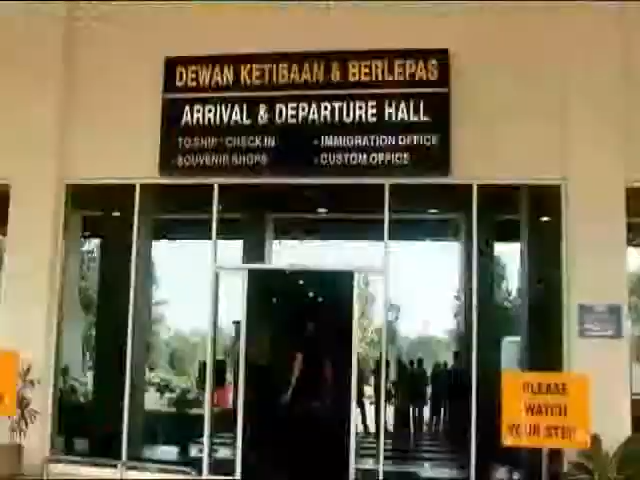 DEWAN KETIBAAN & BERLEPAS
ARRIVAL & DEPARTURE HALL
- TO SHIP / CHECK IN
- SOUVENIR SHOPS
- IMMIGRATION OFFICE
- CUSTOM OFFICE
PLEASE
WATCH
YOUR STEP